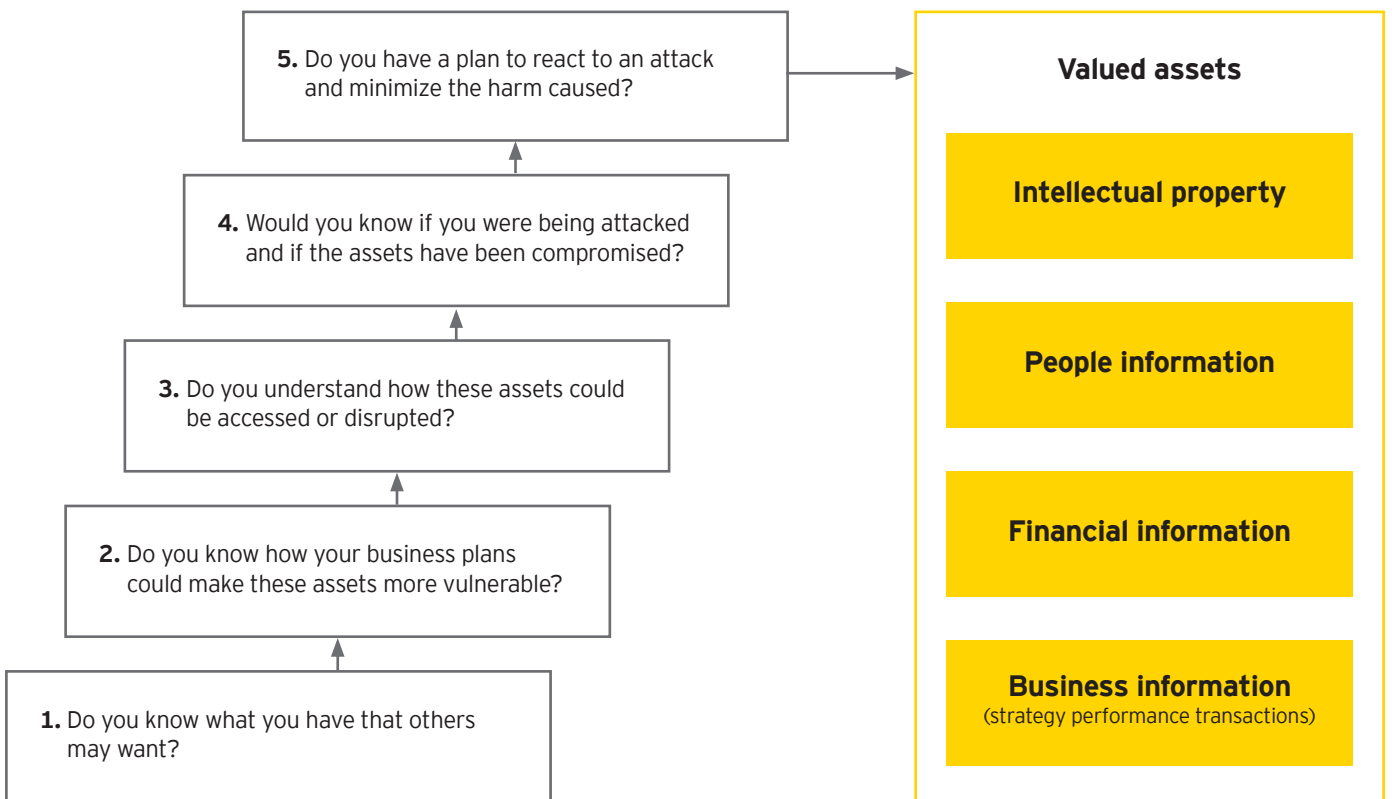 5. Do you have a plan to react to an attack
and minimize the harm caused?
4. Would you know if you were being attacked
and if the assets have been compromised?
3. Do you understand how these assets could
be accessed or disrupted?
2. Do you know how your business plans
could make these assets more vulnerable?
1. Do you know what you have that others
may want?
Valued assets
Intellectual property
People information
Financial information
Business information
(strategy performance transactions)